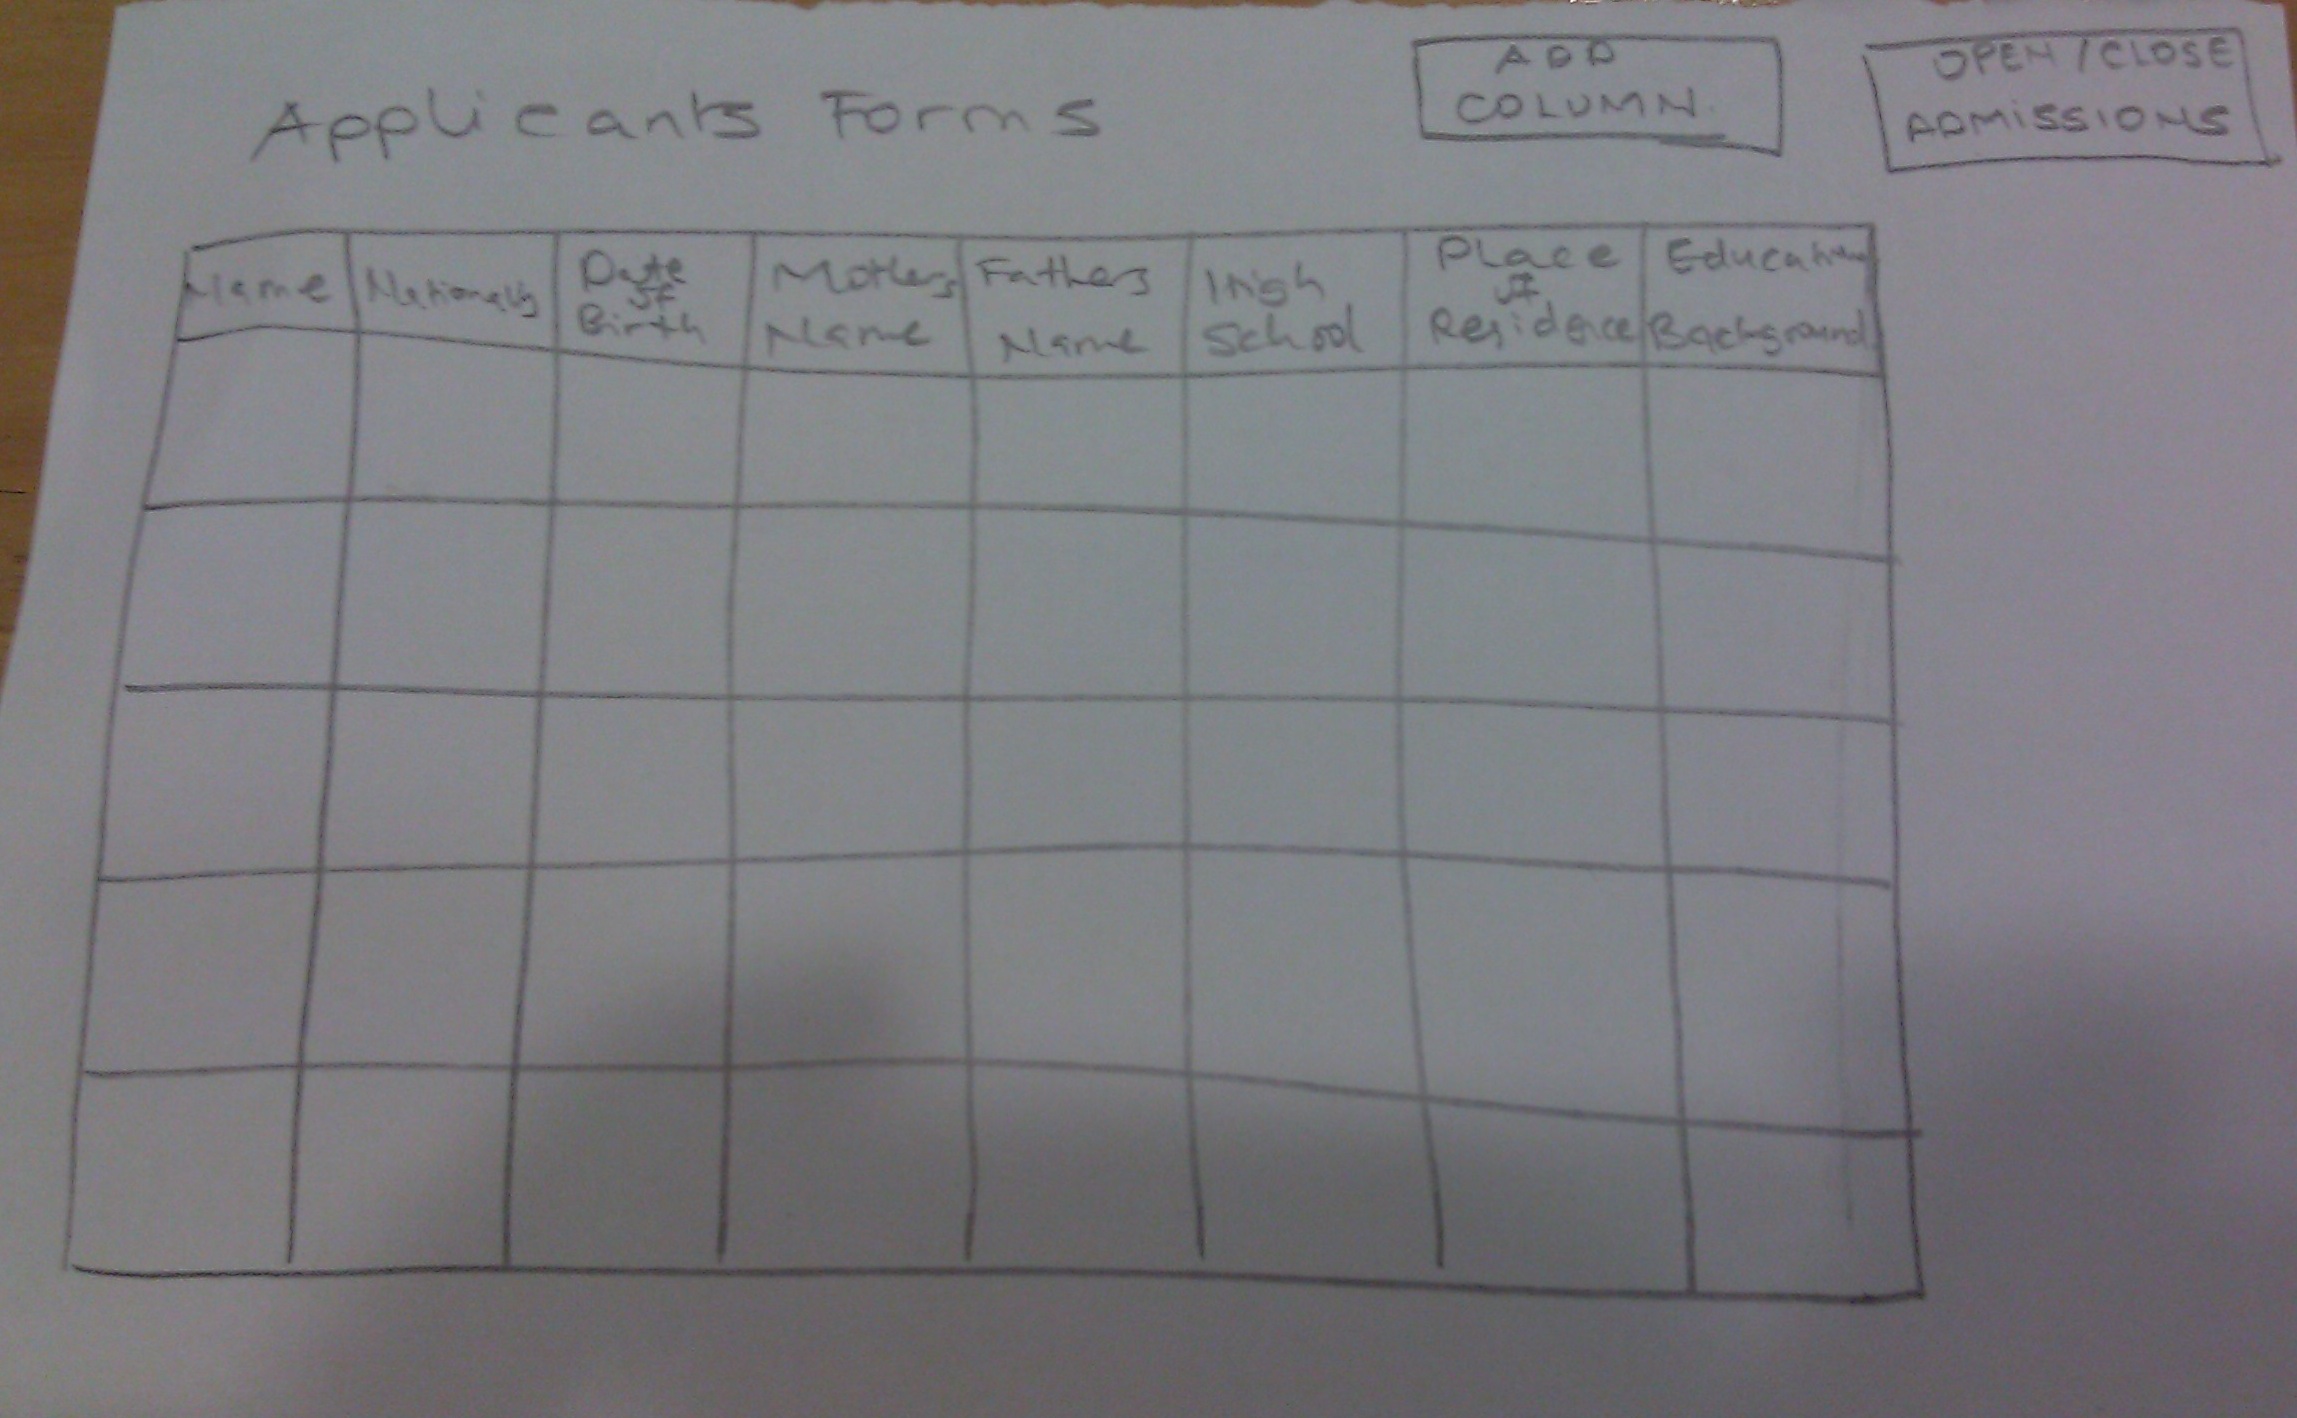 Applicants Forms
ADD
COLUMN.
OPEN/CLOSE
ADMISSIONS
Name
Nationality
Date
of
Birth
Mothers
Name
Fathers
Name
High
School
Place
of
Residence
Education
Background